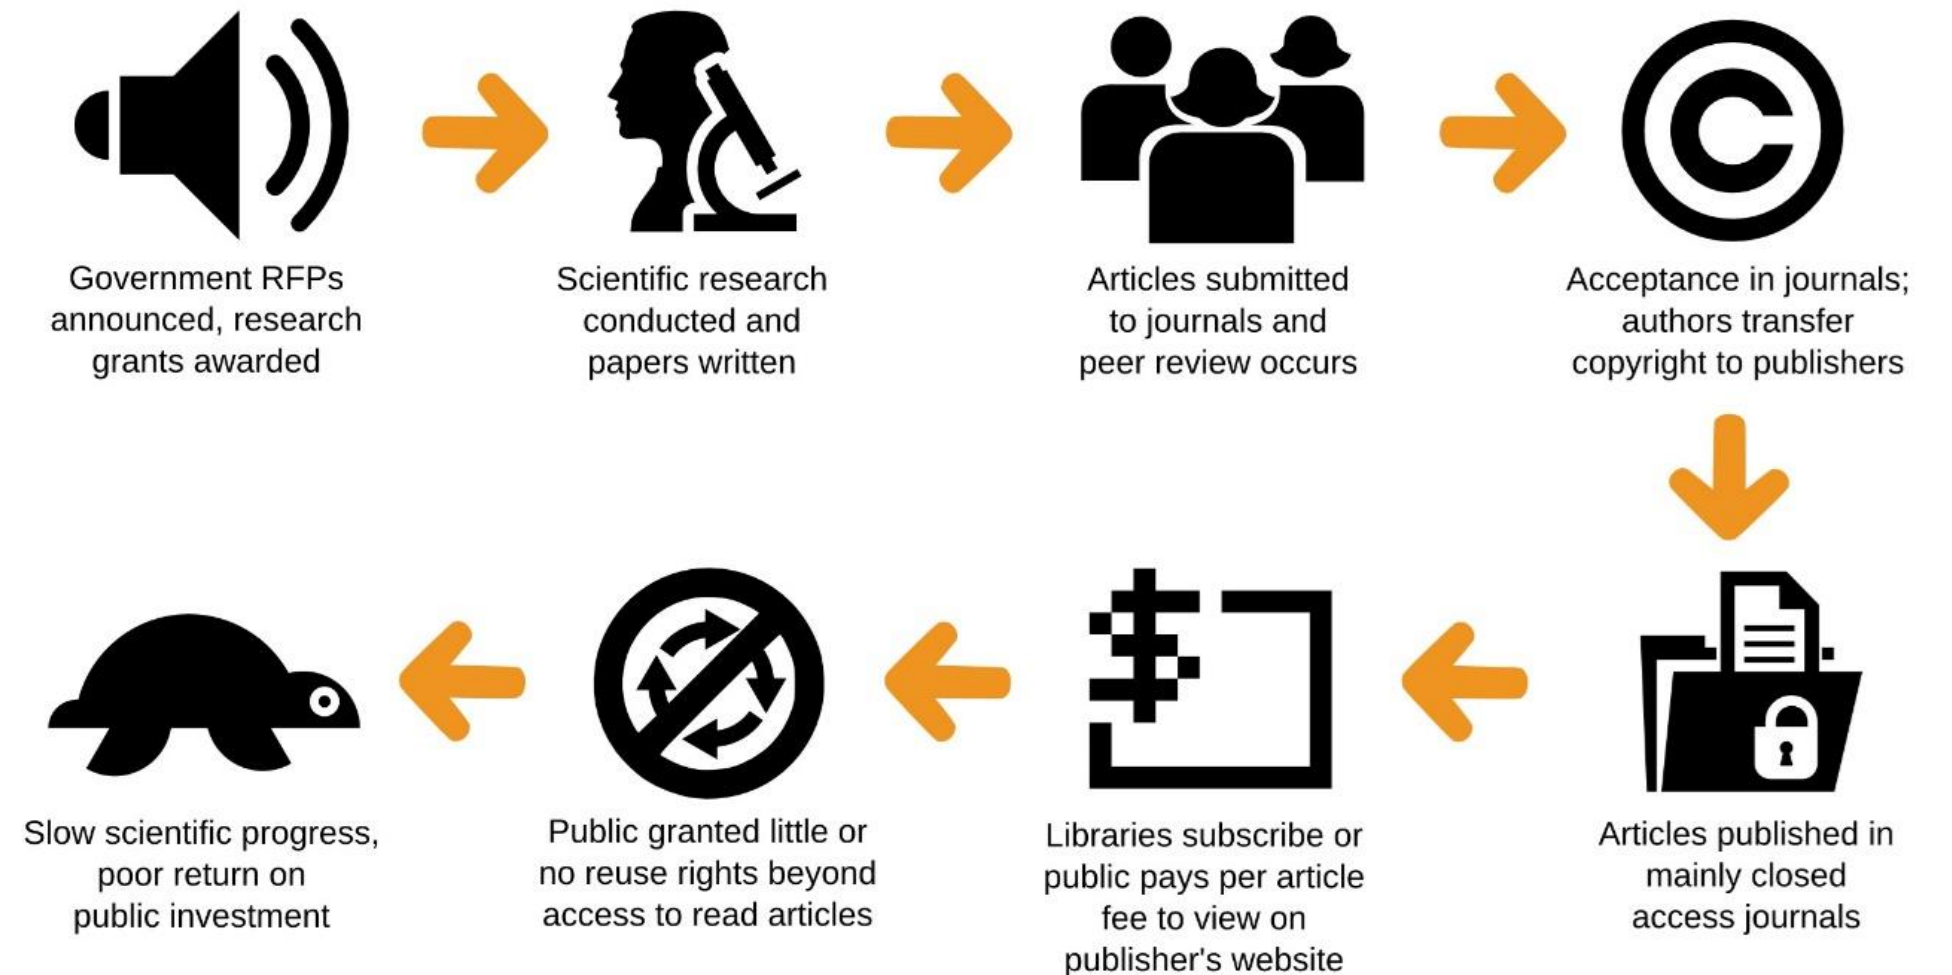 Government RFPs
announced, research
grants awarded
Scientific research
conducted and
papers written
Articles submitted
to journals and
peer review occurs
Acceptance in journals;
authors transfer
copyright to publishers
Articles published in
mainly closed
access journals
Libraries subscribe or
public pays per article
fee to view on
publisher's website
Public granted little or
no reuse rights beyond
access to read articles
Slow scientific progress,
poor return on
public investment